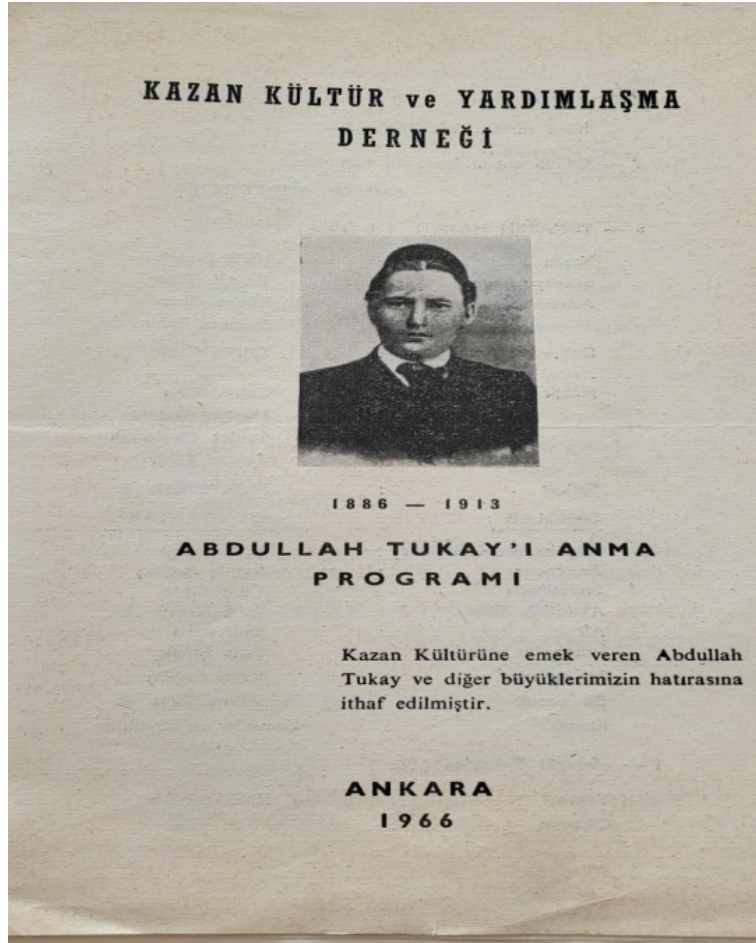 KAZAN KÜLTÜR ve YARDIMLAŞMA
DERNEĞİ
1886 — 1913
ABDULLAH TUKAY'I ANMA
PROGRAMI
Kazan Kültürüne emek veren Abdullah
Tukay ve diğer büyüklerimizin hatırasına
ithaf edilmiştir.
ANKARA
1966